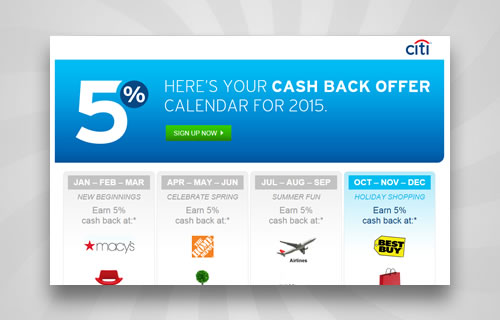 citi
5%
HERE'S YOUR CASH BACK OFFER
CALENDAR FOR 2015.
SIGN UP NOW
JAN – FEB – MAR
NEW BEGINNINGS
Earn 5%
cash back at:*
macy's
APR – MAY – JUN
CELEBRATE SPRING
Earn 5%
cash back at:*
THE HOME DEPOT
JUL – AUG – SEP
SUMMER FUN
Earn 5%
cash back at:*
Airlines
OCT – NOV – DEC
HOLIDAY SHOPPING
Earn 5%
cash back at:*
BEST
BUY